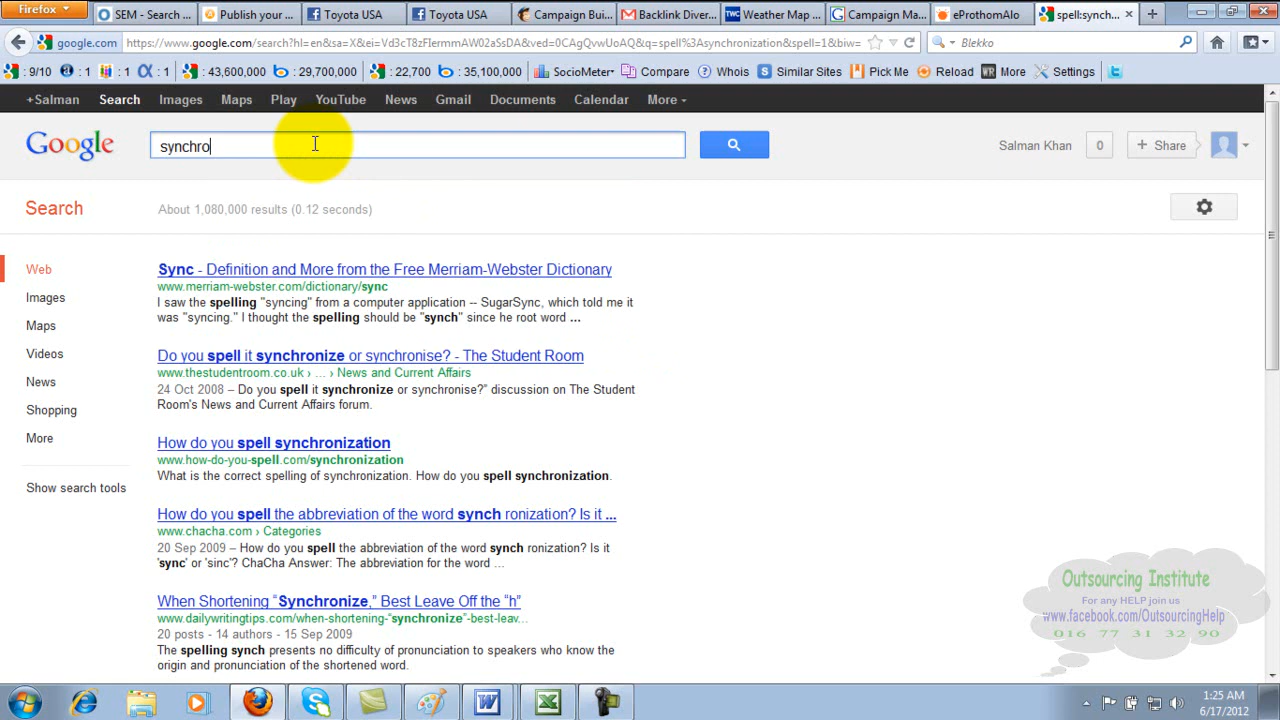 Firefox
SEM - Search ...
Publish your ...
Toyota USA
Toyota USA
Campaign Bui...
Backlink Diver...
Weather Map ...
Campaign Ma...
eProthomAlo
spell:synch...
google.com
https://www.google.com/search?hl=en&sa=X&ei=Vd3cT8zFIermmAW02aSsDA&ved=0CAgQvwUoAQ&q=spell%3Asynchronization&spell=1&biw=
Blekko
: 9/10 : 1 : 1 : 1 : 43,600,000 : 29,700,000 : 22,700 : 35,100,000 SocioMeter Compare Whois Similar Sites Pick Me Reload More Settings
+Salman Search Images Maps Play YouTube News Gmail Documents Calendar More
Google
synchro
Salman Khan 0 + Share
Search
About 1,080,000 results (0.12 seconds)
Web
Images
Maps
Videos
News
Shopping
More
Show search tools
Sync - Definition and More from the Free Merriam-Webster Dictionary
www.merriam-webster.com/dictionary/sync
I saw the spelling "syncing" from a computer application -- SugarSync, which told me it
was "syncing." I thought the spelling should be "synch" since he root word ...
Do you spell it synchronize or synchronise? - The Student Room
www.thestudentroom.co.uk › ... › News and Current Affairs
24 Oct 2008 – Do you spell it synchronize or synchronise?" discussion on The Student
Room's News and Current Affairs forum.
How do you spell synchronization
www.how-do-you-spell.com/synchronization
What is the correct spelling of synchronization. How do you spell synchronization.
How do you spell the abbreviation of the word synch ronization? Is it ...
www.chacha.com › Categories
20 Sep 2009 – How do you spell the abbreviation of the word synch ronization? Is it
'sync' or 'sinc'? ChaCha Answer: The abbreviation for the word ...
When Shortening “Synchronize,” Best Leave Off the “h”
www.dailywritingtips.com/when-shortening-“synchronize”-best-leav...
20 posts - 14 authors - 15 Sep 2009
The spelling synch presents no difficulty of pronunciation to speakers who know the
origin and pronunciation of the shortened word.
Outsourcing Institute
For any HELP join us
www.facebook.com/OutsourcingHelp
016 77 31 32 90
1:25 AM
6/17/2012